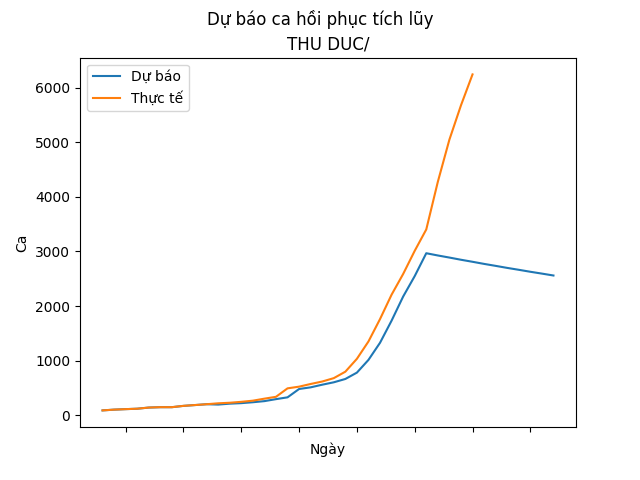 Dự báo ca hồi phục tích lũy
THU DUC/
Dự báo
Thực tế
6000
5000
4000
3000
2000
1000
0
Ca
Ngày